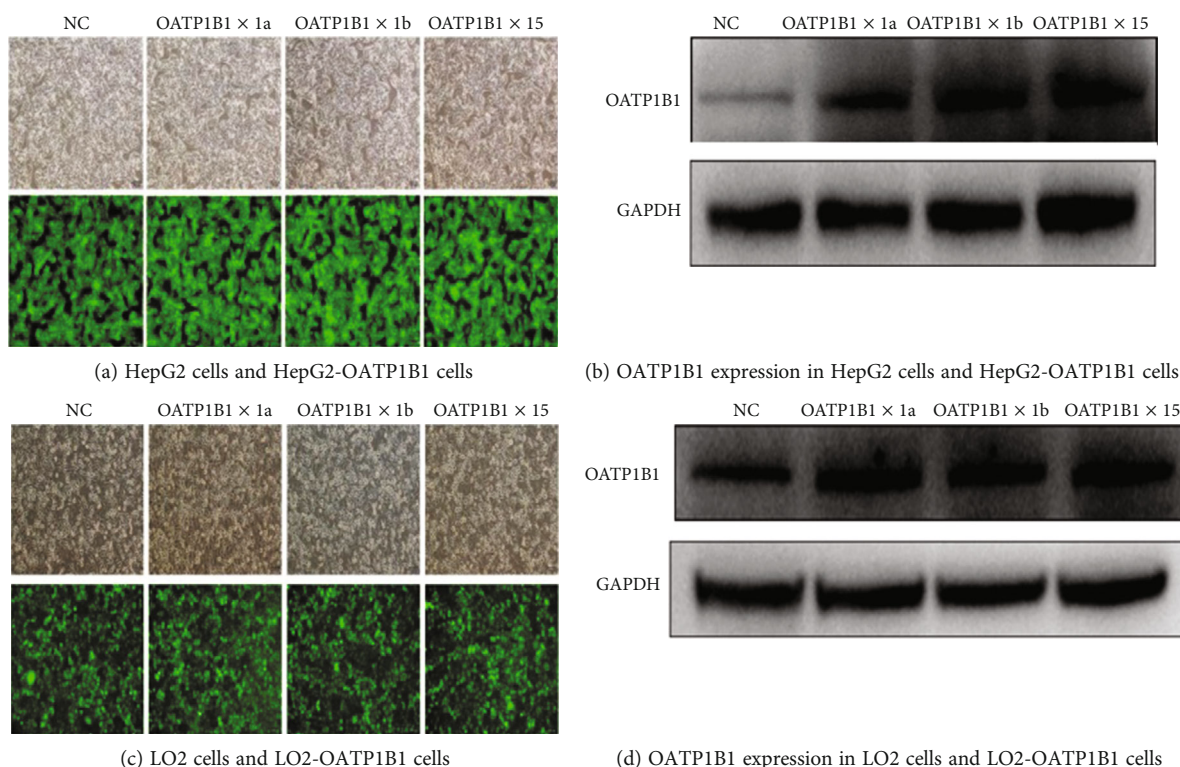 NC OATP1B1 × 1a OATP1B1 × 1b OATP1B1 × 15
(a) HepG2 cells and HepG2-OATP1B1 cells
NC OATP1B1 × 1a OATP1B1 × 1b OATP1B1 × 15
OATP1B1
GAPDH
(b) OATP1B1 expression in HepG2 cells and HepG2-OATP1B1 cells
NC OATP1B1 × 1a OATP1B1 × 1b OATP1B1 × 15
(c) LO2 cells and LO2-OATP1B1 cells
NC OATP1B1 × 1a OATP1B1 × 1b OATP1B1 × 15
OATP1B1
GAPDH
(d) OATP1B1 expression in LO2 cells and LO2-OATP1B1 cells